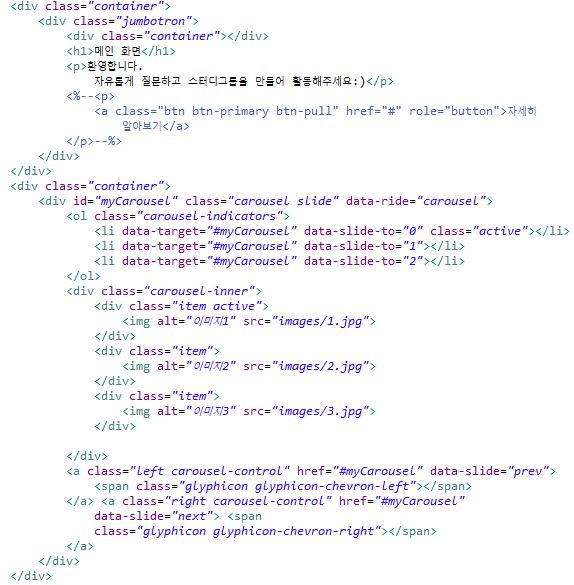 <div class="container">
<div class="jumbotron">
<div class="container"></div>
<h1>메인 화면</h1>
<p>환영합니다.
자유롭게 질문하고 스터디그룹을 만들어 활동해주세요:)</p>
<%--<p>
<a class="btn btn-primary btn-pull" href="#" role="button">자세히
알아보기</a>
</p>--%>
</div>
</div>
<div class="container">
<div id="myCarousel" class="carousel slide" data-ride="carousel">
<ol class="carousel-indicators">
<li data-target="#myCarousel" data-slide-to="0" class="active"></li>
<li data-target="#myCarousel" data-slide-to="1"></li>
<li data-target="#myCarousel" data-slide-to="2"></li>
</ol>
<div class="carousel-inner">
<div class="item active">
<img alt="이미지1" src="images/1.jpg">
</div>
<div class="item">
<img alt="이미지2" src="images/2.jpg">
</div>
<div class="item">
<img alt="이미지3" src="images/3.jpg">
</div>
</div>
<a class="left carousel-control" href="#myCarousel" data-slide="prev">
<span class="glyphicon glyphicon-chevron-left"></span>
</a> <a class="right carousel-control" href="#myCarousel"
data-slide="next"> <span
class="glyphicon glyphicon-chevron-right"></span>
</a>
</div>
</div>